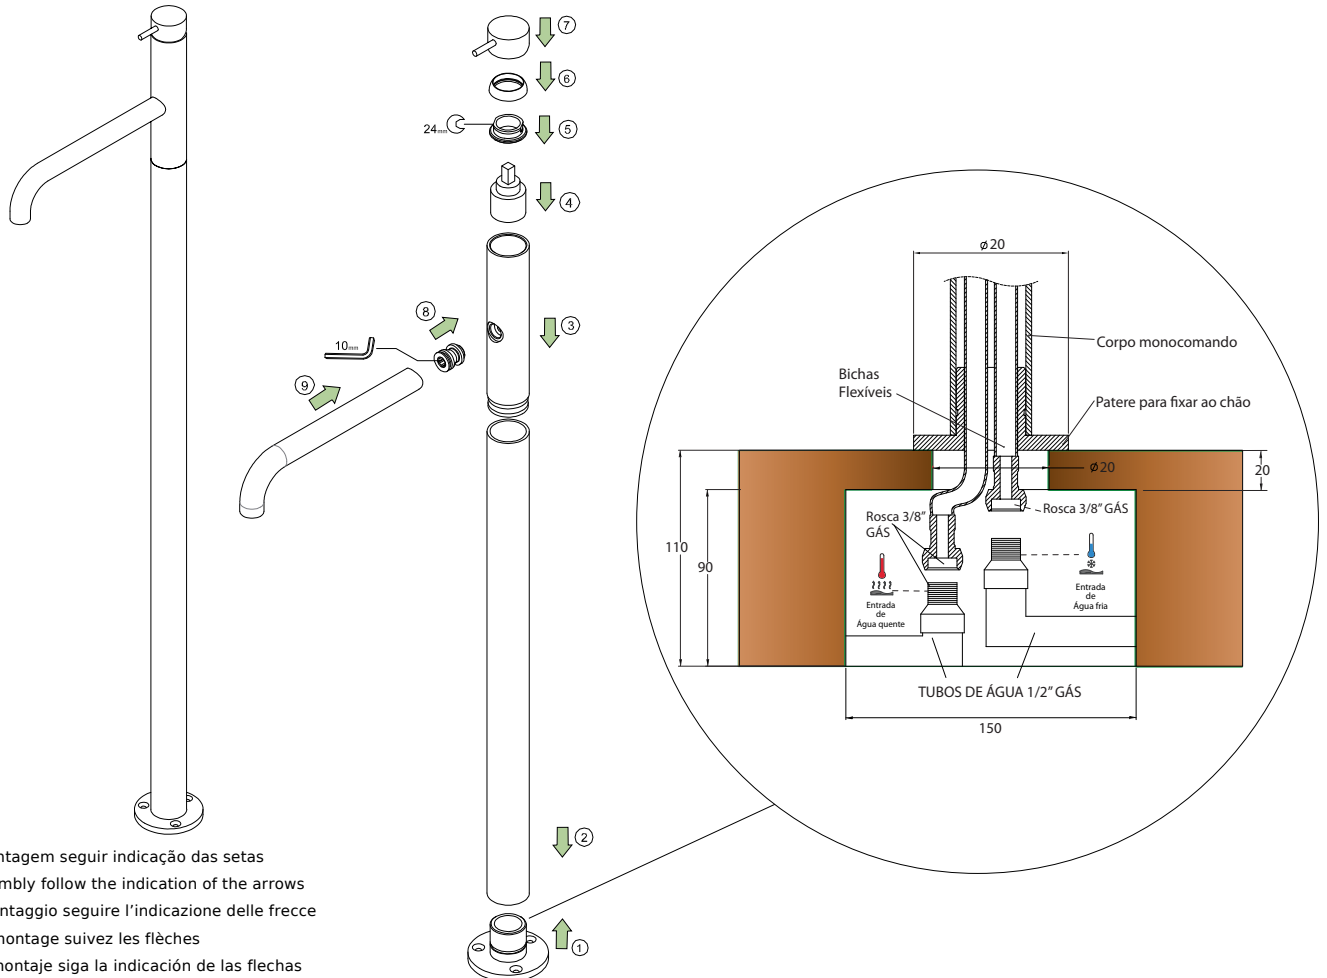 7
6
24mm
5
4
3
8
10mm
9
2
1
ø20
Corpo monocomando
Bichas
Flexíveis
Patere para fixar ao chão
ø20
20
Rosca 3/8” GÁS
Rosca 3/8”
GÁS
110
90
Entrada
de
Água quente
Entrada
de
Água fria
TUBOS DE ÁGUA 1/2” GÁS
150
ntagem seguir indicação das setas
mbly follow the indication of the arrows
ntaggio seguire l’indicazione delle frecce
montage suivez les flèches
montaje siga la indicación de las flechas